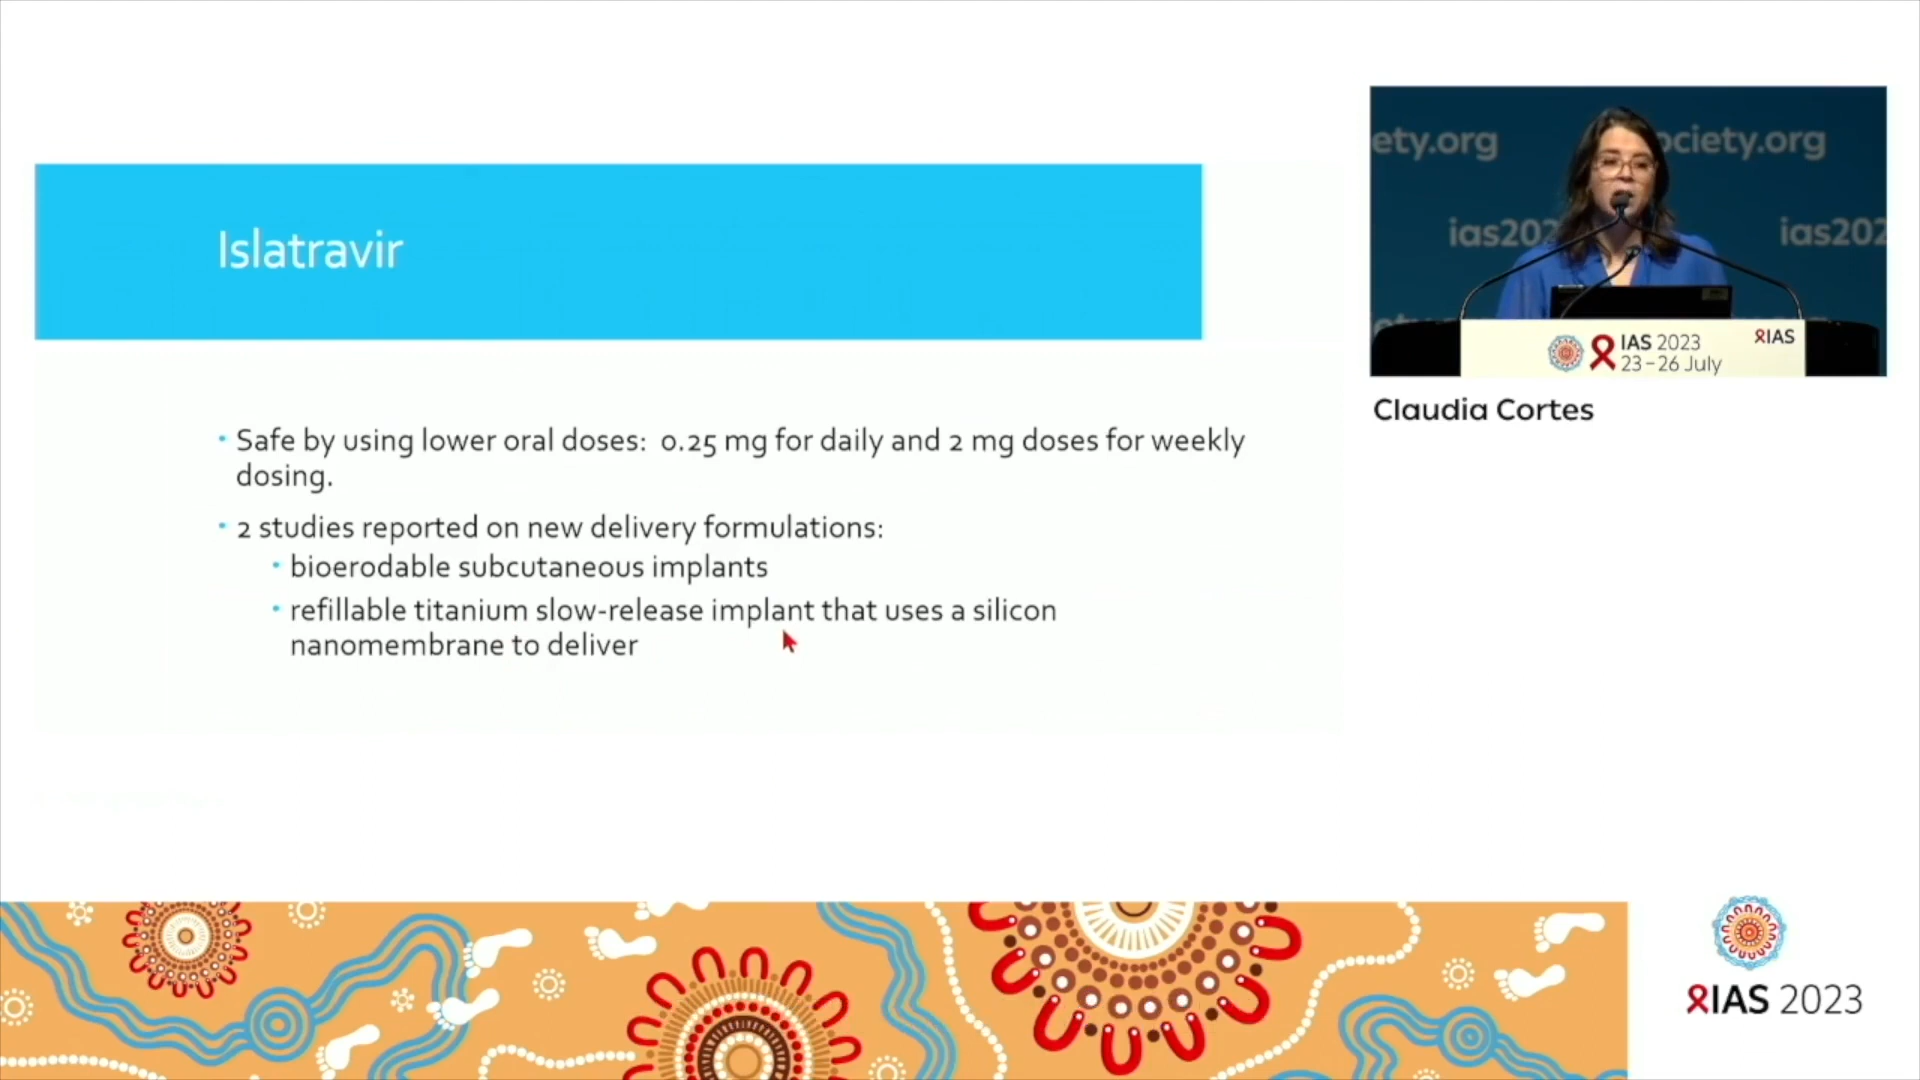 Islatravir
• Safe by using lower oral doses: 0.25 mg for daily and 2 mg doses for weekly
dosing.
• 2 studies reported on new delivery formulations:
• bioerodable subcutaneous implants
• refillable titanium slow-release implant that uses a silicon
nanomembrane to deliver
ety.org
ociety.org
ias202
ias202
IAS 2023
23-26 July
IAS
Claudia Cortes
IAS 2023